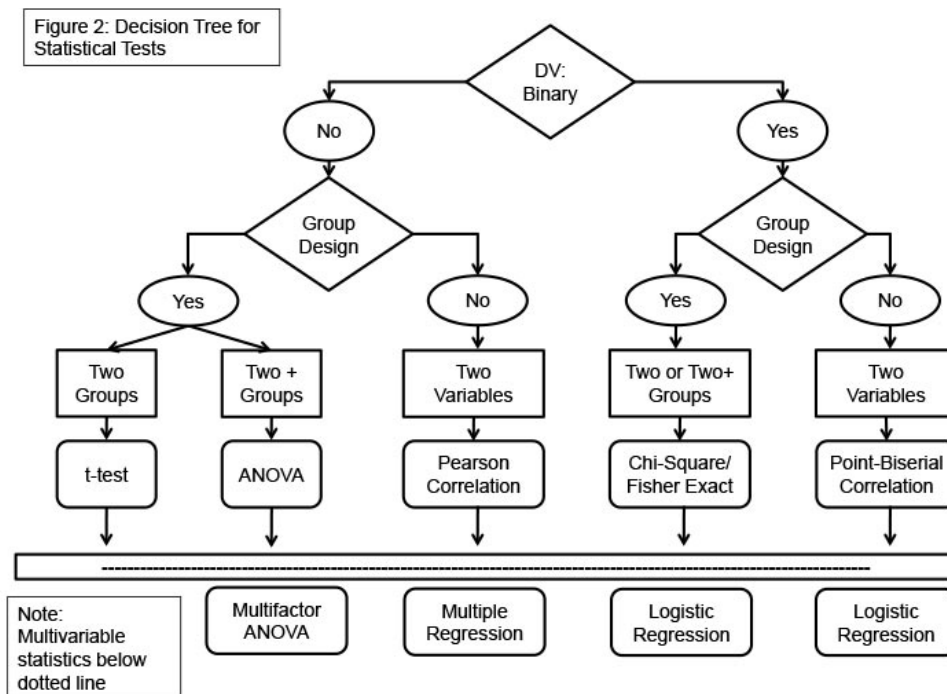 Figure 2: Decision Tree for
Statistical Tests
DV:
Binary
No
Yes
Group
Design
Group
Design
Yes
No
Yes
No
Two
Groups
Two +
Groups
Two
Variables
Two or Two+
Groups
Two
Variables
t-test
ANOVA
Pearson
Correlation
Chi-Square/
Fisher Exact
Point-Biserial
Correlation
Note:
Multivariable
statistics below
dotted line
Multifactor
ANOVA
Multiple
Regression
Logistic
Regression
Logistic
Regression